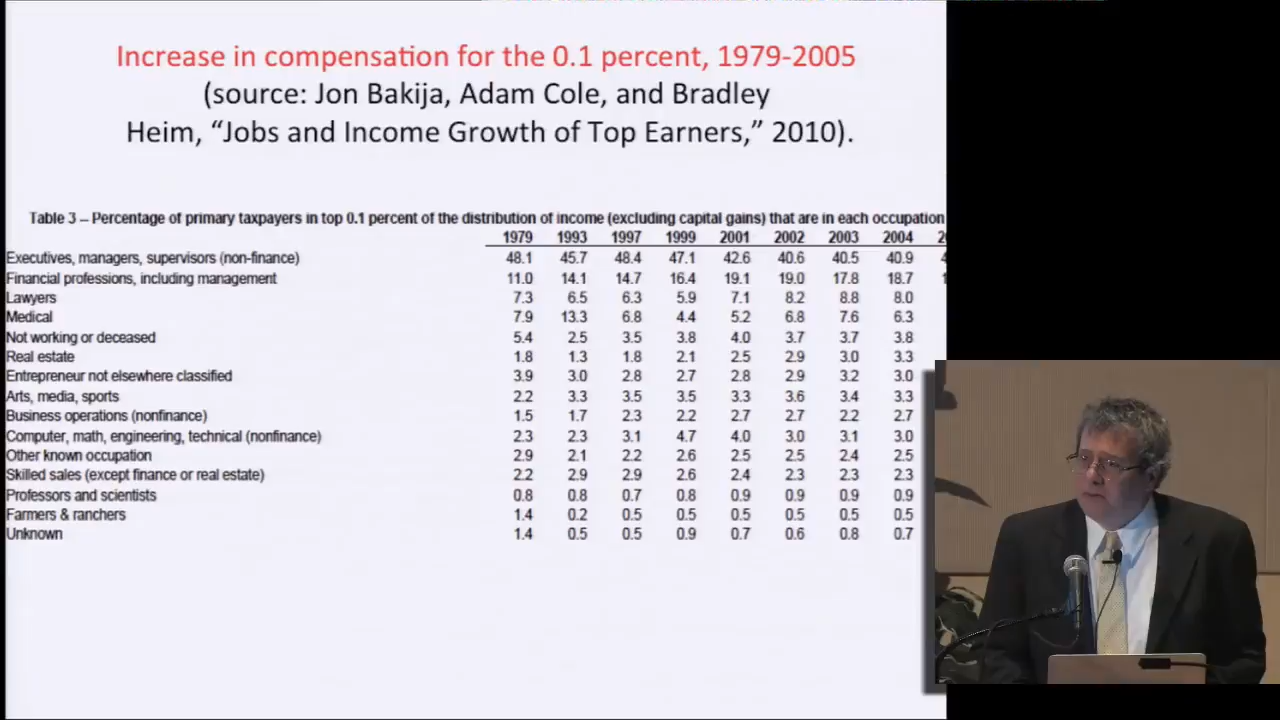 Increase in compensation for the 0.1 percent, 1979-2005
(source: Jon Bakija, Adam Cole, and Bradley
Heim, “Jobs and Income Growth of Top Earners,” 2010).
Table 3 – Percentage of primary taxpayers in top 0.1 percent of the distribution of income (excluding capital gains) that are in each occupation
1979 1993 1997 1999 2001 2002 2003 2004
Executives, managers, supervisors (non-finance) 48.1 45.7 48.4 47.1 42.6 40.6 40.5 40.9
Financial professions, including management 11.0 14.1 14.7 16.4 19.1 19.0 17.8 18.7
Lawyers 7.3 6.5 6.3 5.9 7.1 8.2 8.8 8.0
Medical 7.9 13.3 6.8 4.4 5.2 6.8 7.6 6.3
Not working or deceased 5.4 2.5 3.5 3.8 4.0 3.7 3.7 3.8
Real estate 1.8 1.3 1.8 2.1 2.5 2.9 3.0 3.3
Entrepreneur not elsewhere classified 3.9 3.0 2.8 2.7 2.8 2.9 3.2 3.0
Arts, media, sports 2.2 3.3 3.5 3.5 3.3 3.6 3.4 3.3
Business operations (nonfinance) 1.5 1.7 2.3 2.2 2.7 2.7 2.2 2.7
Computer, math, engineering, technical (nonfinance) 2.3 2.3 3.1 4.7 4.0 3.0 3.1 3.0
Other known occupation 2.9 2.1 2.2 2.6 2.5 2.5 2.4 2.5
Skilled sales (except finance or real estate) 2.2 2.9 2.9 2.6 2.4 2.3 2.3 2.3
Professors and scientists 0.8 0.8 0.7 0.8 0.9 0.9 0.9 0.9
Farmers & ranchers 1.4 0.2 0.5 0.5 0.5 0.5 0.5 0.5
Unknown 1.4 0.5 0.5 0.9 0.7 0.6 0.8 0.7